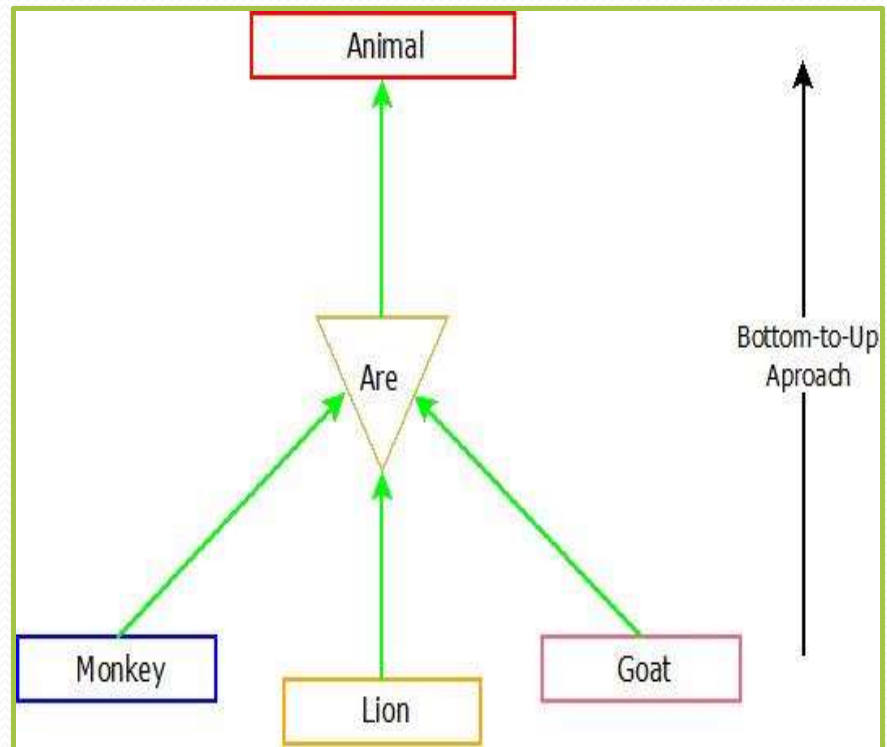 Animal
Are
Bottom-to-Up
Aproach
Monkey
Lion
Goat